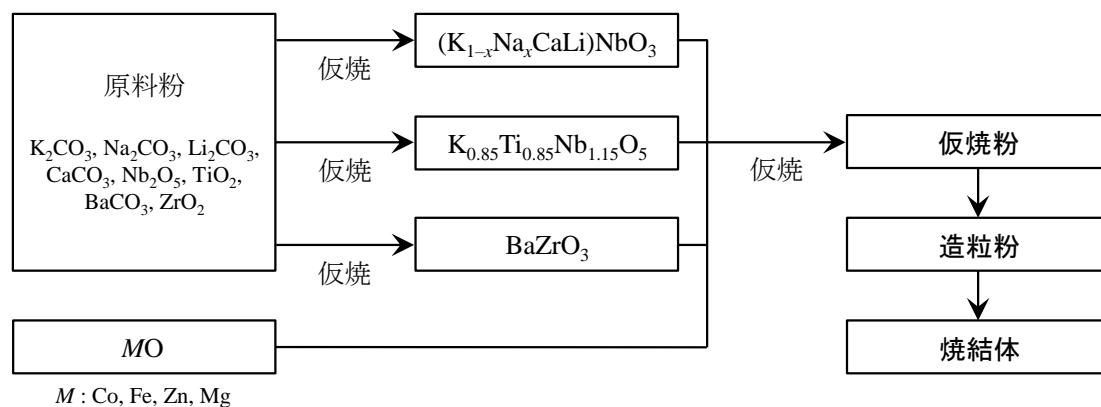 原料粉
K₂CO₃, Na₂CO₃, Li₂CO₃,
CaCO₃, Nb₂O₅, TiO₂,
BaCO₃, ZrO₂
MO
M : Co, Fe, Zn, Mg
仮焼
(K₁₋ₓNaₓCaLi)NbO₃
仮焼
K₀.₈₅Ti₀.₈₅Nb₁.₁₅O₅
仮焼
BaZrO₃
仮焼
仮焼粉
造粒粉
焼結体